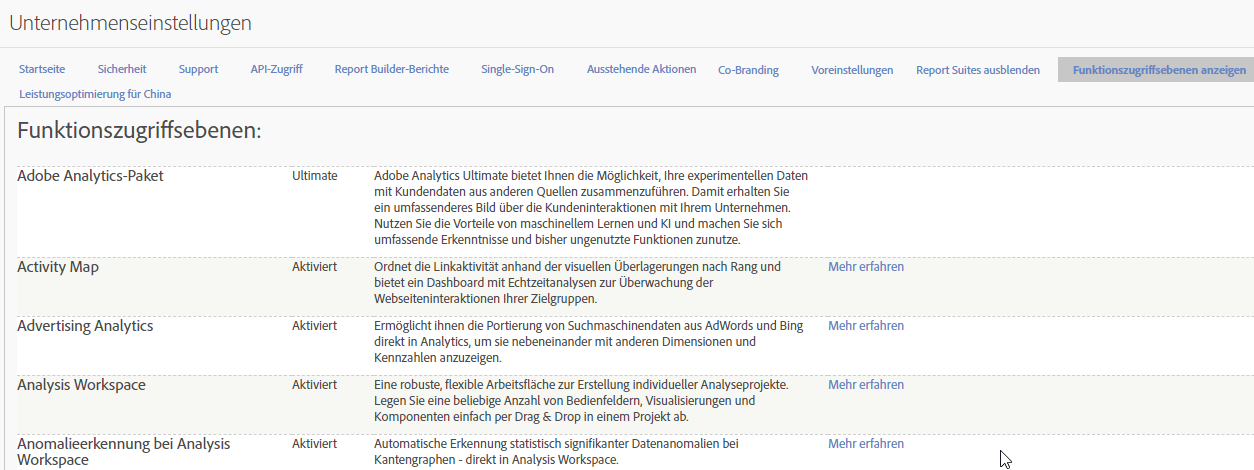 Unternehmenseinstellungen
Startseite Sicherheit Support API-Zugriff Report Builder-Berichte Single-Sign-On Ausstehende Aktionen Co-Branding Voreinstellungen Report Suites ausblenden Funktionszugriffsebenen anzeigen
Leistungsoptimierung für China
Funktionszugriffsebenen:
Adobe Analytics-Paket Ultimate Adobe Analytics Ultimate bietet Ihnen die Möglichkeit, Ihre experimentellen Daten
mit Kundendaten aus anderen Quellen zusammenzuführen. Damit erhalten Sie
ein umfassenderes Bild über die Kundeninteraktionen mit Ihrem Unternehmen.
Nutzen Sie die Vorteile von maschinellem Lernen und KI und machen Sie sich
umfassende Erkenntnisse und bisher ungenutzte Funktionen zunutze.
Activity Map Aktiviert Ordnet die Linkaktivität anhand der visuellen Überlagerungen nach Rang und Mehr erfahren
bietet ein Dashboard mit Echtzeitanalysen zur Überwachung der
Webseiteninteraktionen Ihrer Zielgruppen.
Advertising Analytics Aktiviert Ermöglicht ihnen die Portierung von Suchmaschinendaten aus AdWords und Bing Mehr erfahren
direkt in Analytics, um sie nebeneinander mit anderen Dimensionen und
Kennzahlen anzuzeigen.
Analysis Workspace Aktiviert Eine robuste, flexible Arbeitsfläche zur Erstellung individueller Analyseprojekte. Mehr erfahren
Legen Sie eine beliebige Anzahl von Bedienfeldern, Visualisierungen und
Komponenten einfach per Drag & Drop in einem Projekt ab.
Anomalieerkennung bei Analysis Aktiviert Automatische Erkennung statistisch signifikanter Datenanomalien bei Mehr erfahren
Workspace Kantengraphen - direkt in Analysis Workspace.